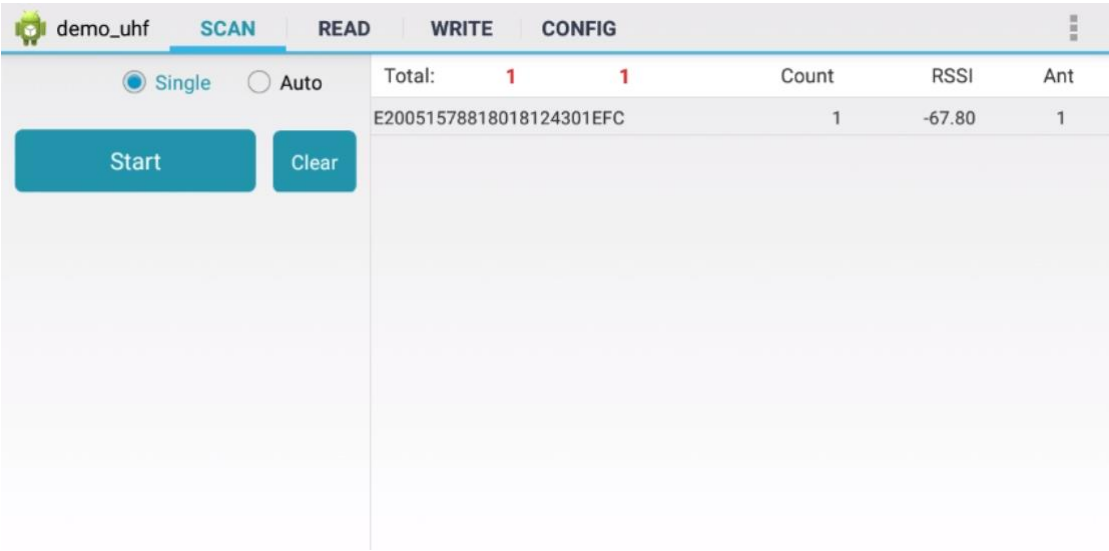 demo_uhf SCAN READ WRITE CONFIG
Single Auto
Start Clear
Total: 1 1 Count RSSI Ant
E20051578818018124301EFC 1 -67.80 1